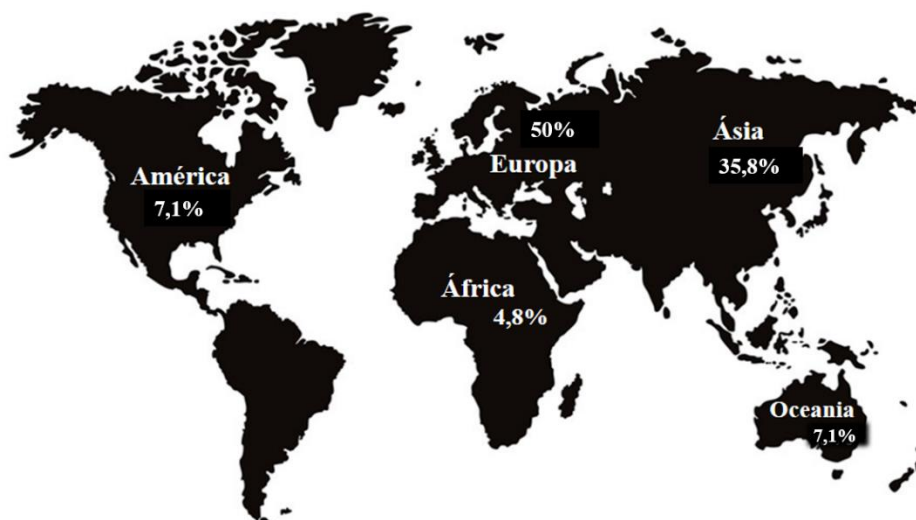 América
7,1%
50%
Europa
Ásia
35,8%
África
4,8%
Oceania
7,1%